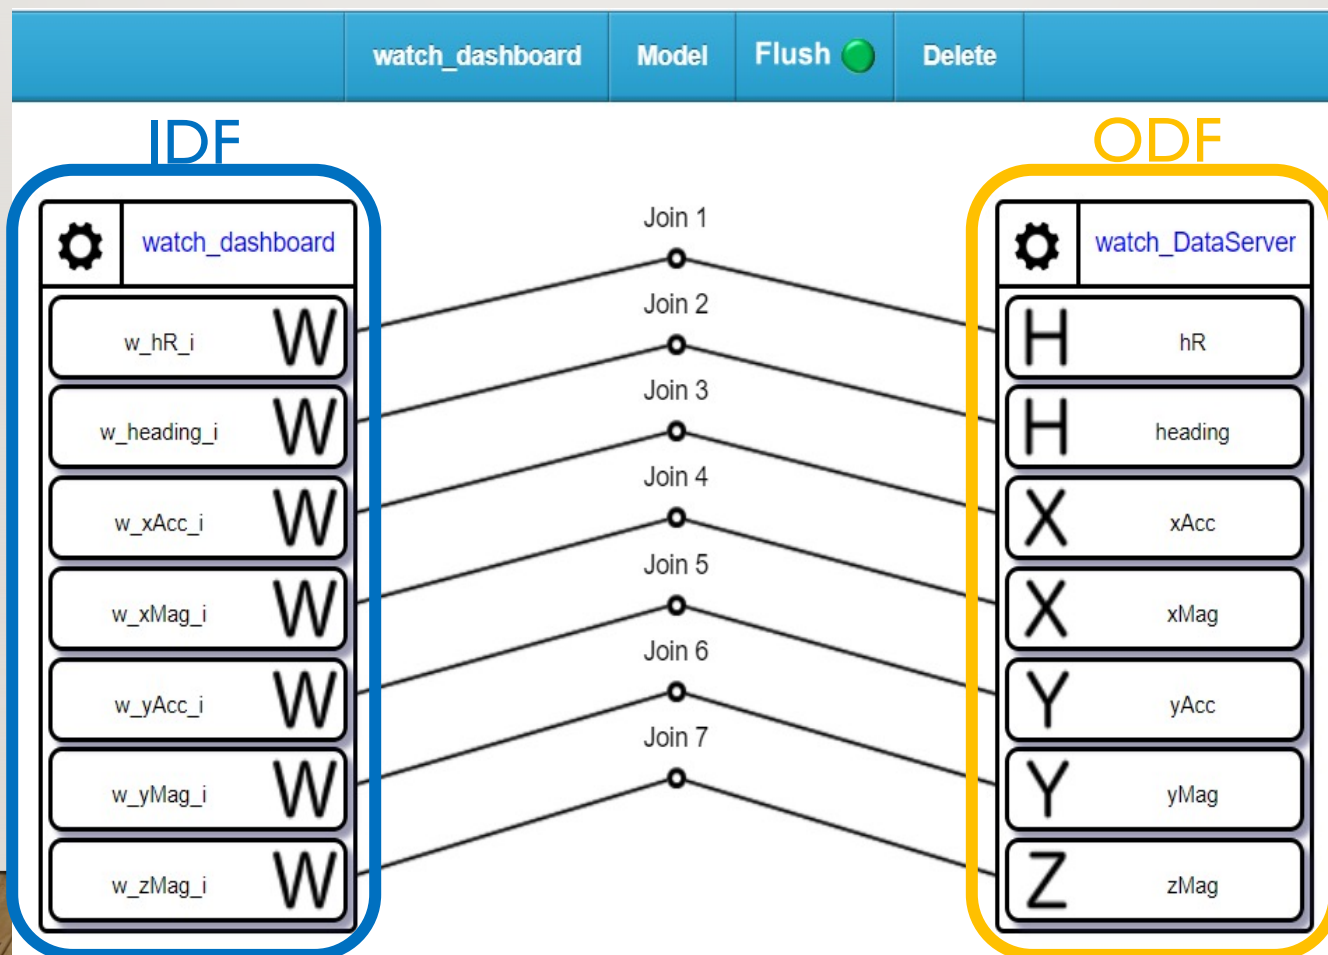 watch_dashboard Model Flush Delete
IDF
ODF
watch_dashboard
w_hR_i W
w_heading_i W
w_xAcc_i W
w_xMag_i W
w_yAcc_i W
w_yMag_i W
w_zMag_i W
Join 1
Join 2
Join 3
Join 4
Join 5
Join 6
Join 7
watch_DataServer
H hR
H heading
X xAcc
X xMag
Y yAcc
Y yMag
Z zMag